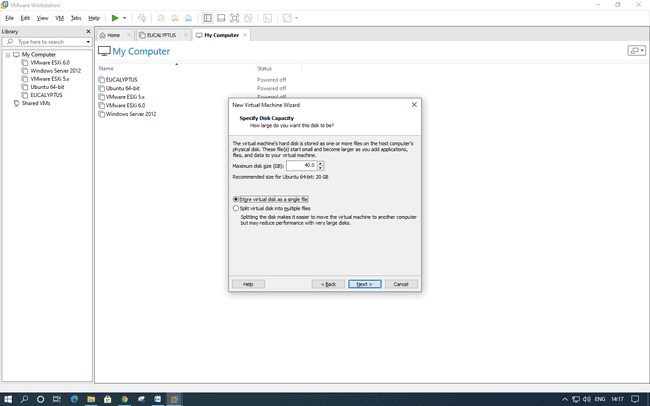 VMware Workstation
File Edit View VM Tabs Help
Library
Type here to search
My Computer
VMware ESXi 6.0
Windows Server 2012
VMware ESXi 5.x
Ubuntu 64-bit
EUCALYPTUS
Shared VMs
Home EUCALYPTUS My Computer
My Computer
Name Status
EUCALYPTUS Powered off
Ubuntu 64-bit Powered off
VMware ESXi 5.x Powered off
VMware ESXi 6.0
Windows Server 2012
New Virtual Machine Wizard
Specify Disk Capacity
How large do you want this disk to be?
The virtual machine's hard disk is stored as one or more files on the host computer's
physical disk. These file(s) start small and become larger as you add applications,
files, and data to your virtual machine.
Maximum disk size (GB): 40.0
Recommended size for Ubuntu 64-bit: 20 GB
Store virtual disk as a single file
Split virtual disk into multiple files
Splitting the disk makes it easier to move the virtual machine to another computer
but may reduce performance with very large disks.
Help < Back Next > Cancel
ENG 14:17